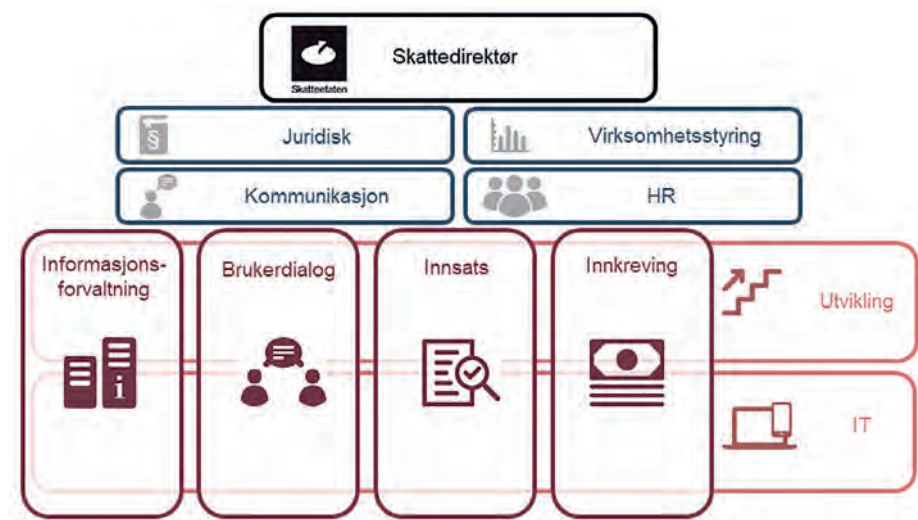 Skattedirektør
Skatteetaten
§
Juridisk
Virksomhetsstyring
Kommunikasjon
HR
Informasjons-
forvaltning
Brukerdialog
Innsats
Innkreving
Utvikling
i
IT